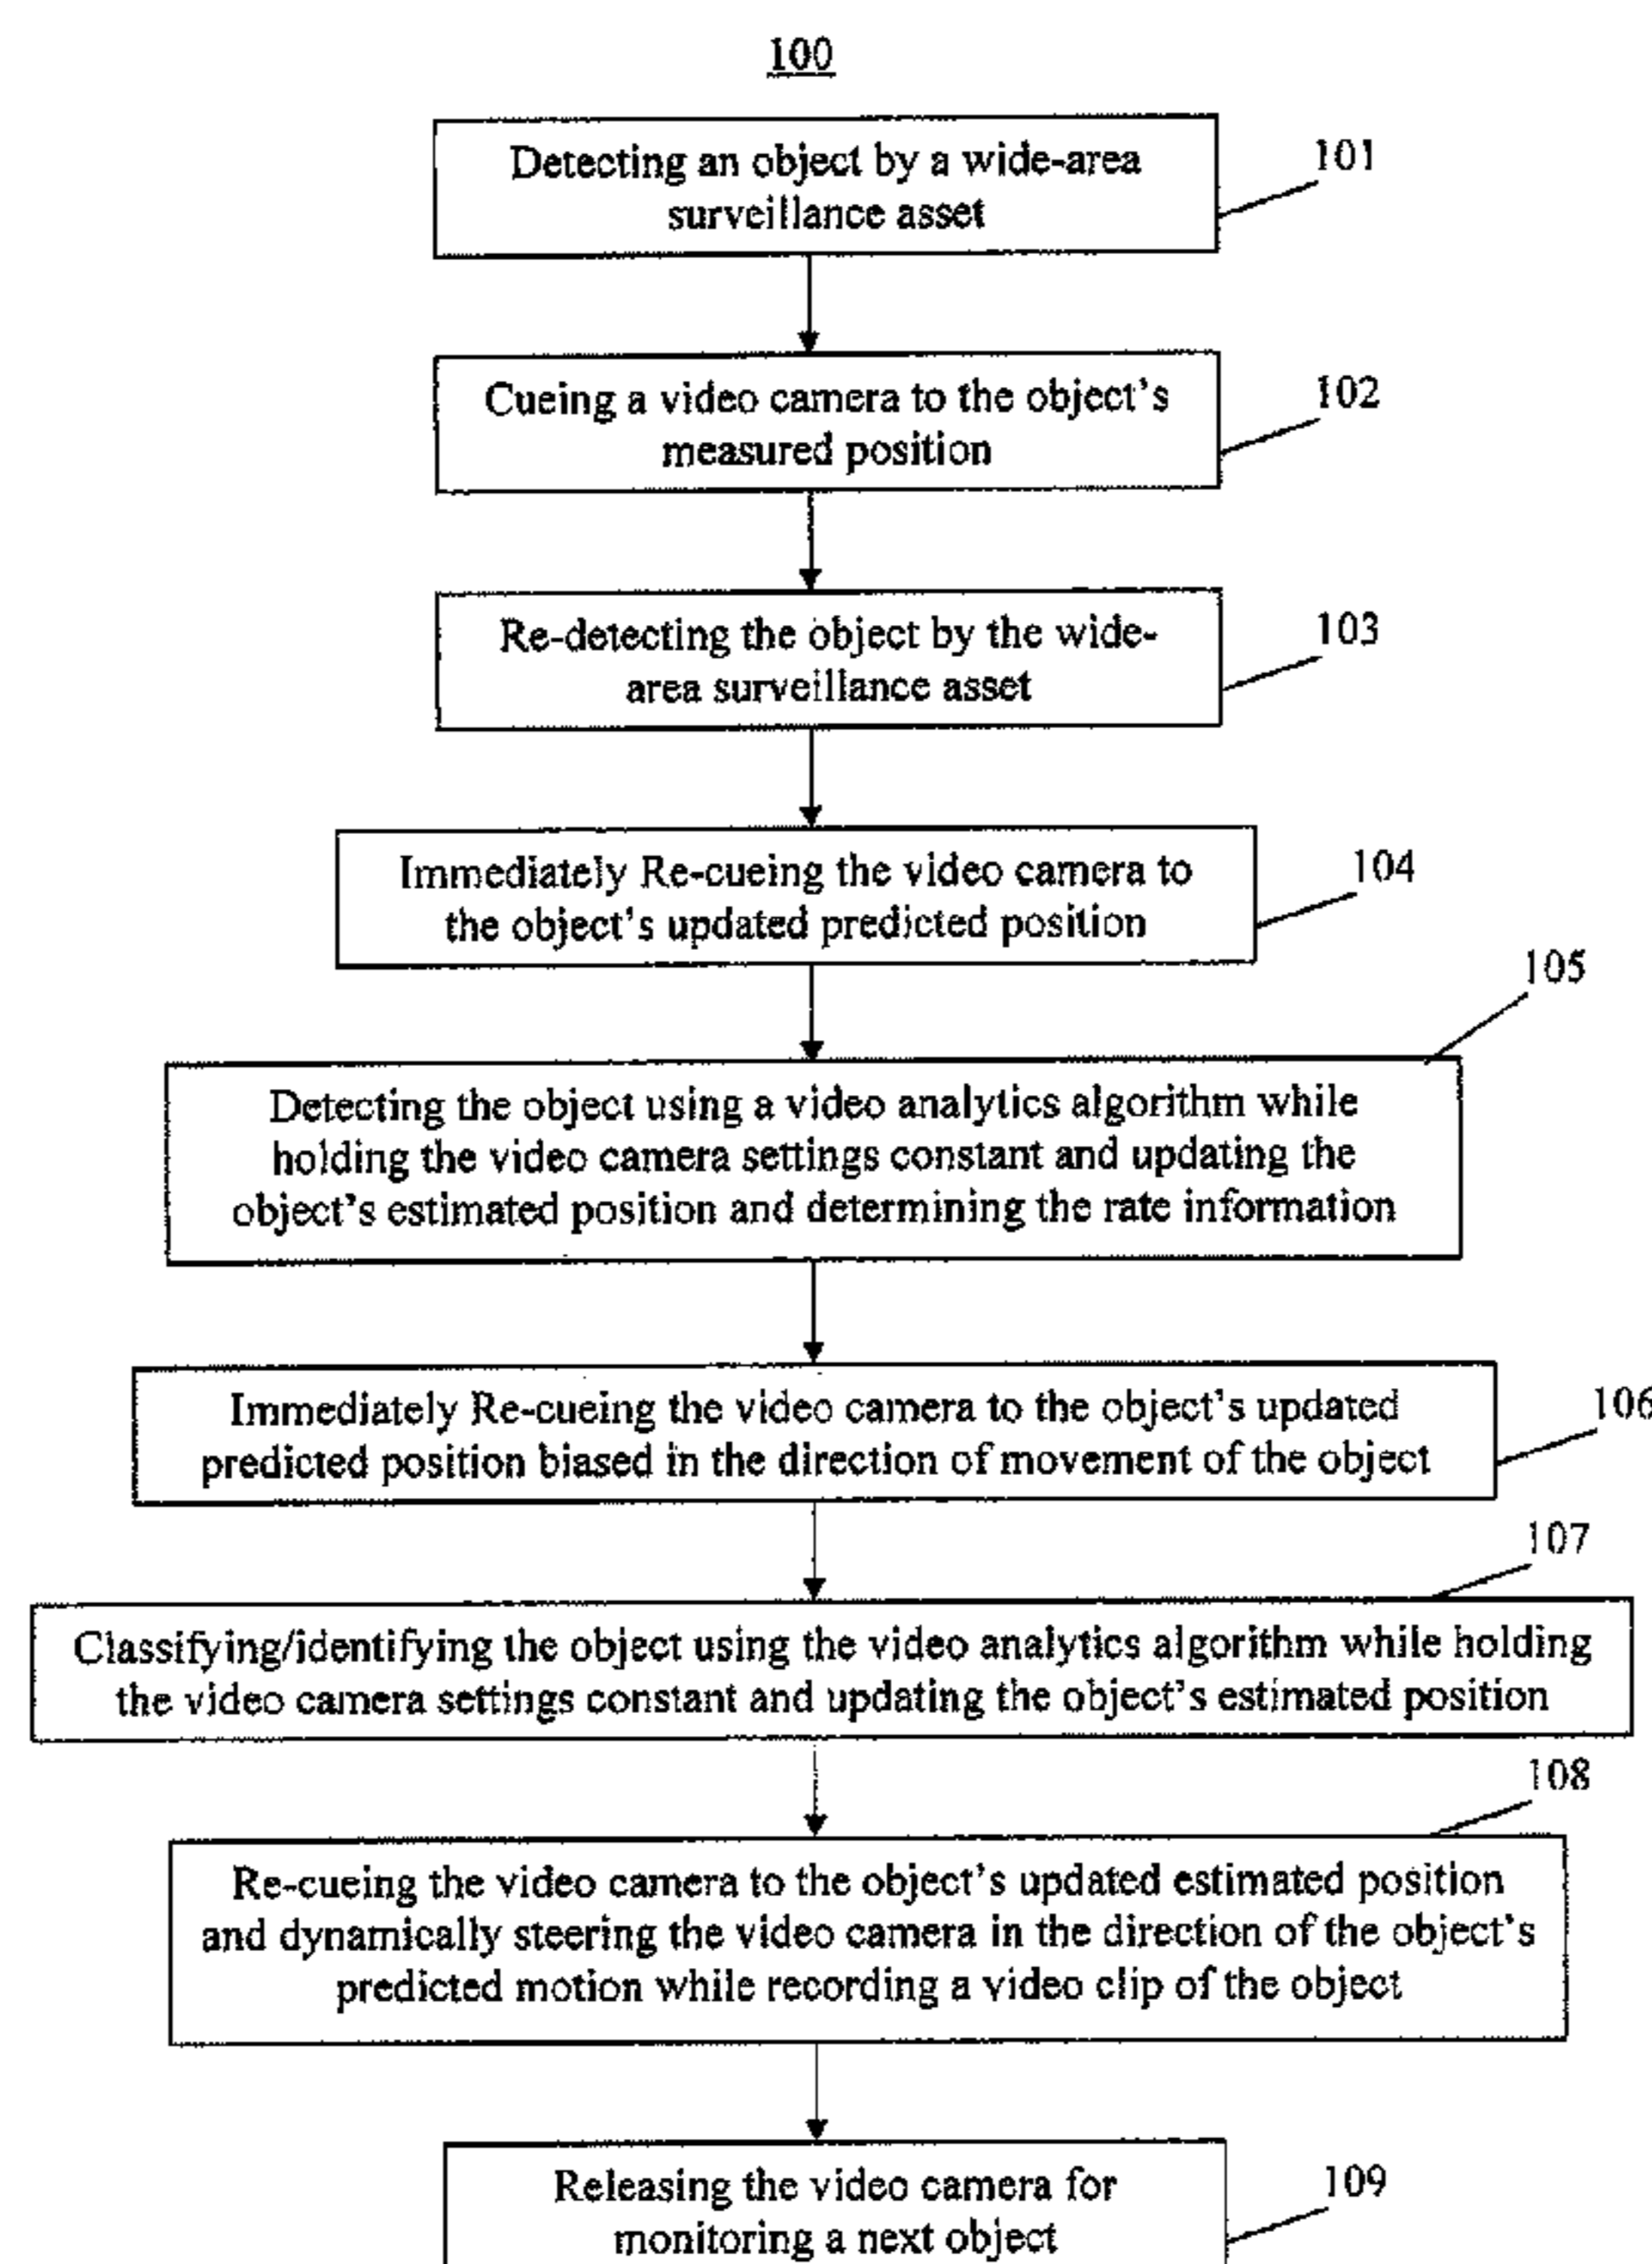 100
Detecting an object by a wide-area
surveillance asset
101
Cueing a video camera to the object's
measured position
102
Re-detecting the object by the wide-
area surveillance asset
103
Immediately Re-cueing the video camera to
the object's updated predicted position
104
105
Detecting the object using a video analytics algorithm while
holding the video camera settings constant and updating the
object's estimated position and determining the rate information
Immediately Re-cueing the video camera to the object's updated
predicted position biased in the direction of movement of the object
106
107
Classifying/identifying the object using the video analytics algorithm while holding
the video camera settings constant and updating the object's estimated position
108
Re-cueing the video camera to the object's updated estimated position
and dynamically steering the video camera in the direction of the object's
predicted motion while recording a video clip of the object
Releasing the video camera for
monitoring a next object
109